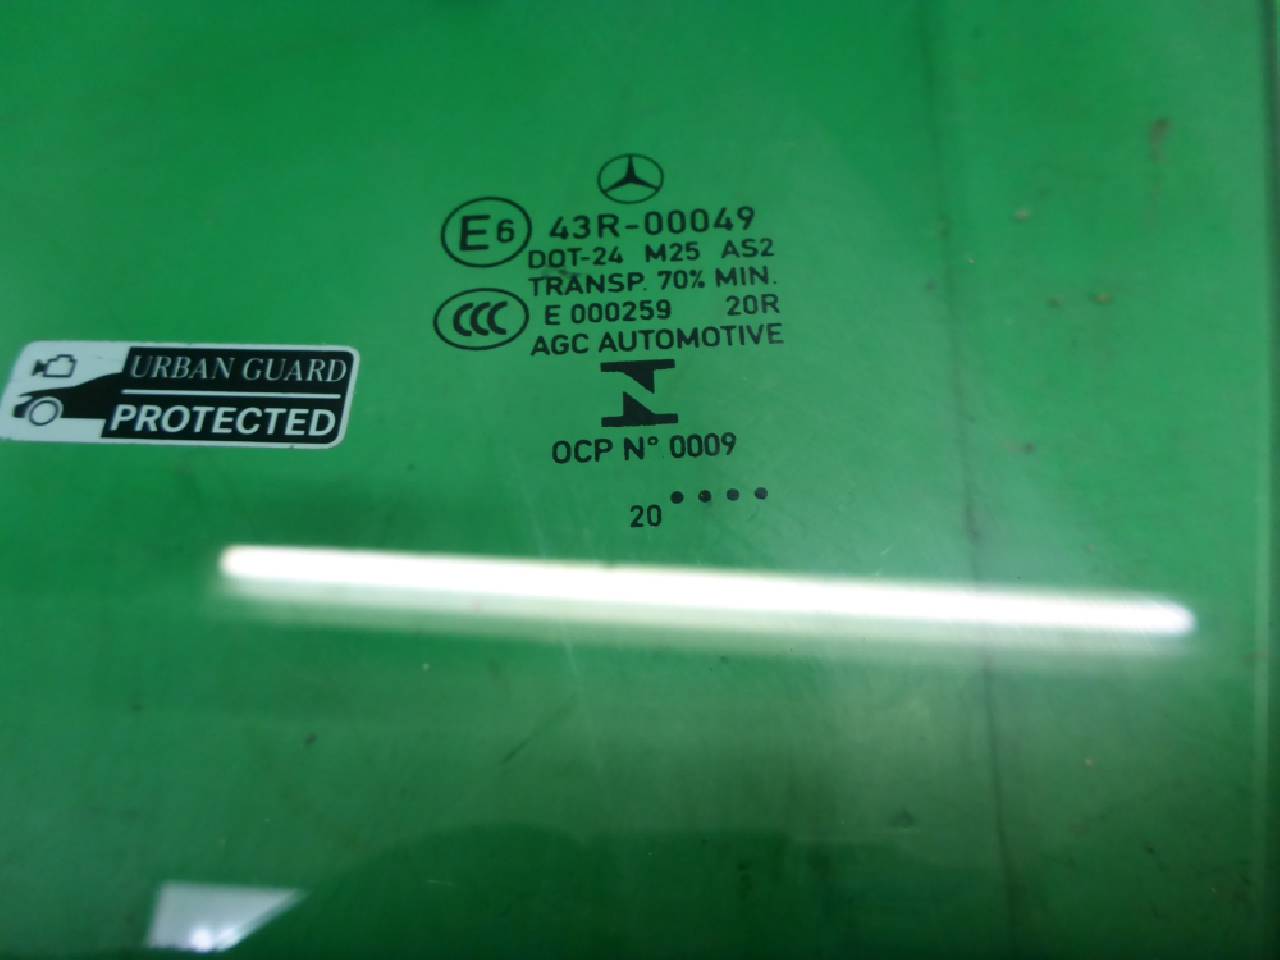 E6 43R-00049
DOT-24 M25 AS2
TRANSP. 70% MIN.
CCC E 000259 20R
AGC AUTOMOTIVE
OCP N° 0009
20
URBAN GUARD
PROTECTED